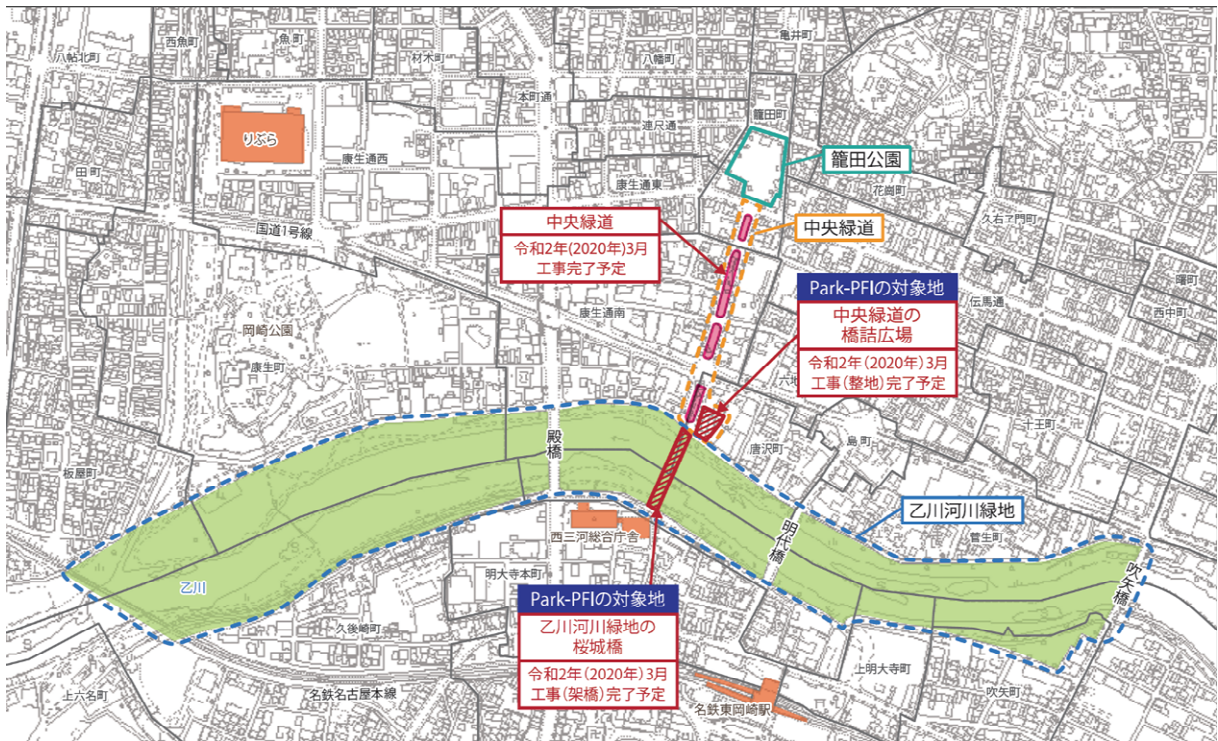 八帖北町
西魚町
魚町
材木町
本町通
八幡町
亀井町
連尺通
籠田町
りぶら
康生通西
康生通東
籠田公園
花崗町
久右ヱ門町
田町
国道1号線
中央緑道
令和2年(2020年)3月
工事完了予定
中央緑道
Park-PFIの対象地
中央緑道の
橋詰広場
令和2年(2020年)3月
工事(整地)完了予定
曙町
伝馬通
西中町
岡崎公園
康生町
康生通南
六地
十王町
板屋町
殿橋
唐沢町
島町
乙川河川緑地
菅生町
明代橋
吹矢橋
西三河総合庁舎
明大寺本町
乙川
Park-PFIの対象地
乙川河川緑地の
桜城橋
令和2年(2020年)3月
工事(架橋)完了予定
久後崎町
上明大寺町
吹矢町
上六名町
名鉄名古屋本線
名鉄東岡崎駅